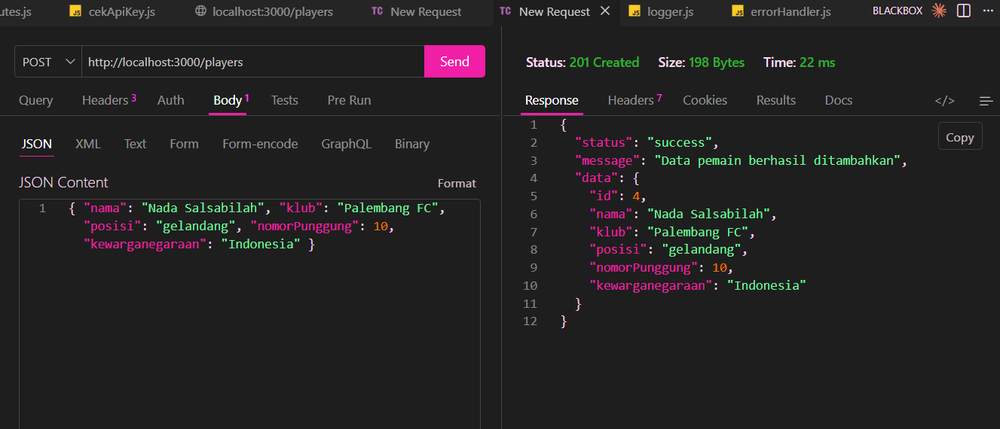 utes.js cekApiKey.js localhost:3000/players TC New Request TC New Request logger.js errorHandler.js BLACKBOX
POST http://localhost:3000/players Send
Query Headers 3 Auth Body 1 Tests Pre Run
JSON XML Text Form Form-encode GraphQL Binary
JSON Content Format
1 { "nama": "Nada Salsabilah", "klub": "Palembang FC",
"posisi": "gelandang", "nomorPunggung": 10,
"kewarganegaraan": "Indonesia" }
Status: 201 Created Size: 198 Bytes Time: 22 ms
Response Headers 7 Cookies Results Docs </>
Copy
1 {
2 "status": "success",
3 "message": "Data pemain berhasil ditambahkan",
4 "data": {
5 "id": 4,
6 "nama": "Nada Salsabilah",
7 "klub": "Palembang FC",
8 "posisi": "gelandang",
9 "nomorPunggung": 10,
10 "kewarganegaraan": "Indonesia"
11 }
12 }